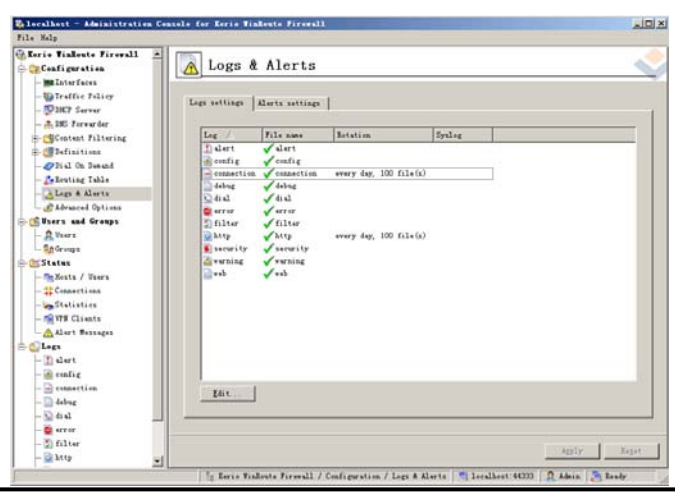 localhost - Administration Console for Kerio WinRoute Firewall
File Help
Kerio WinRoute Firewall
Configuration
Interfaces
Traffic Policy
DHCP Server
DNS Forwarder
Content Filtering
Definitions
Dial On Demand
Routing Table
Logs & Alerts
Advanced Options
Users and Groups
Users
Groups
Status
Hosts / Users
Connections
Statistics
VPN Clients
Alert Messages
Logs
alert
config
connection
debug
dial
error
filter
http
Logs & Alerts
Logs settings Alerts settings
Log / File name Rotation Syslog
alert alert
config config
connection connection every day, 100 file(s)
debug debug
dial dial
error error
filter filter
http http every day, 100 file(s)
security security
warning warning
web web
Edit...
Apply Reset
Kerio WinRoute Firewall / Configuration / Logs & Alerts localhost:44333 Admin Ready